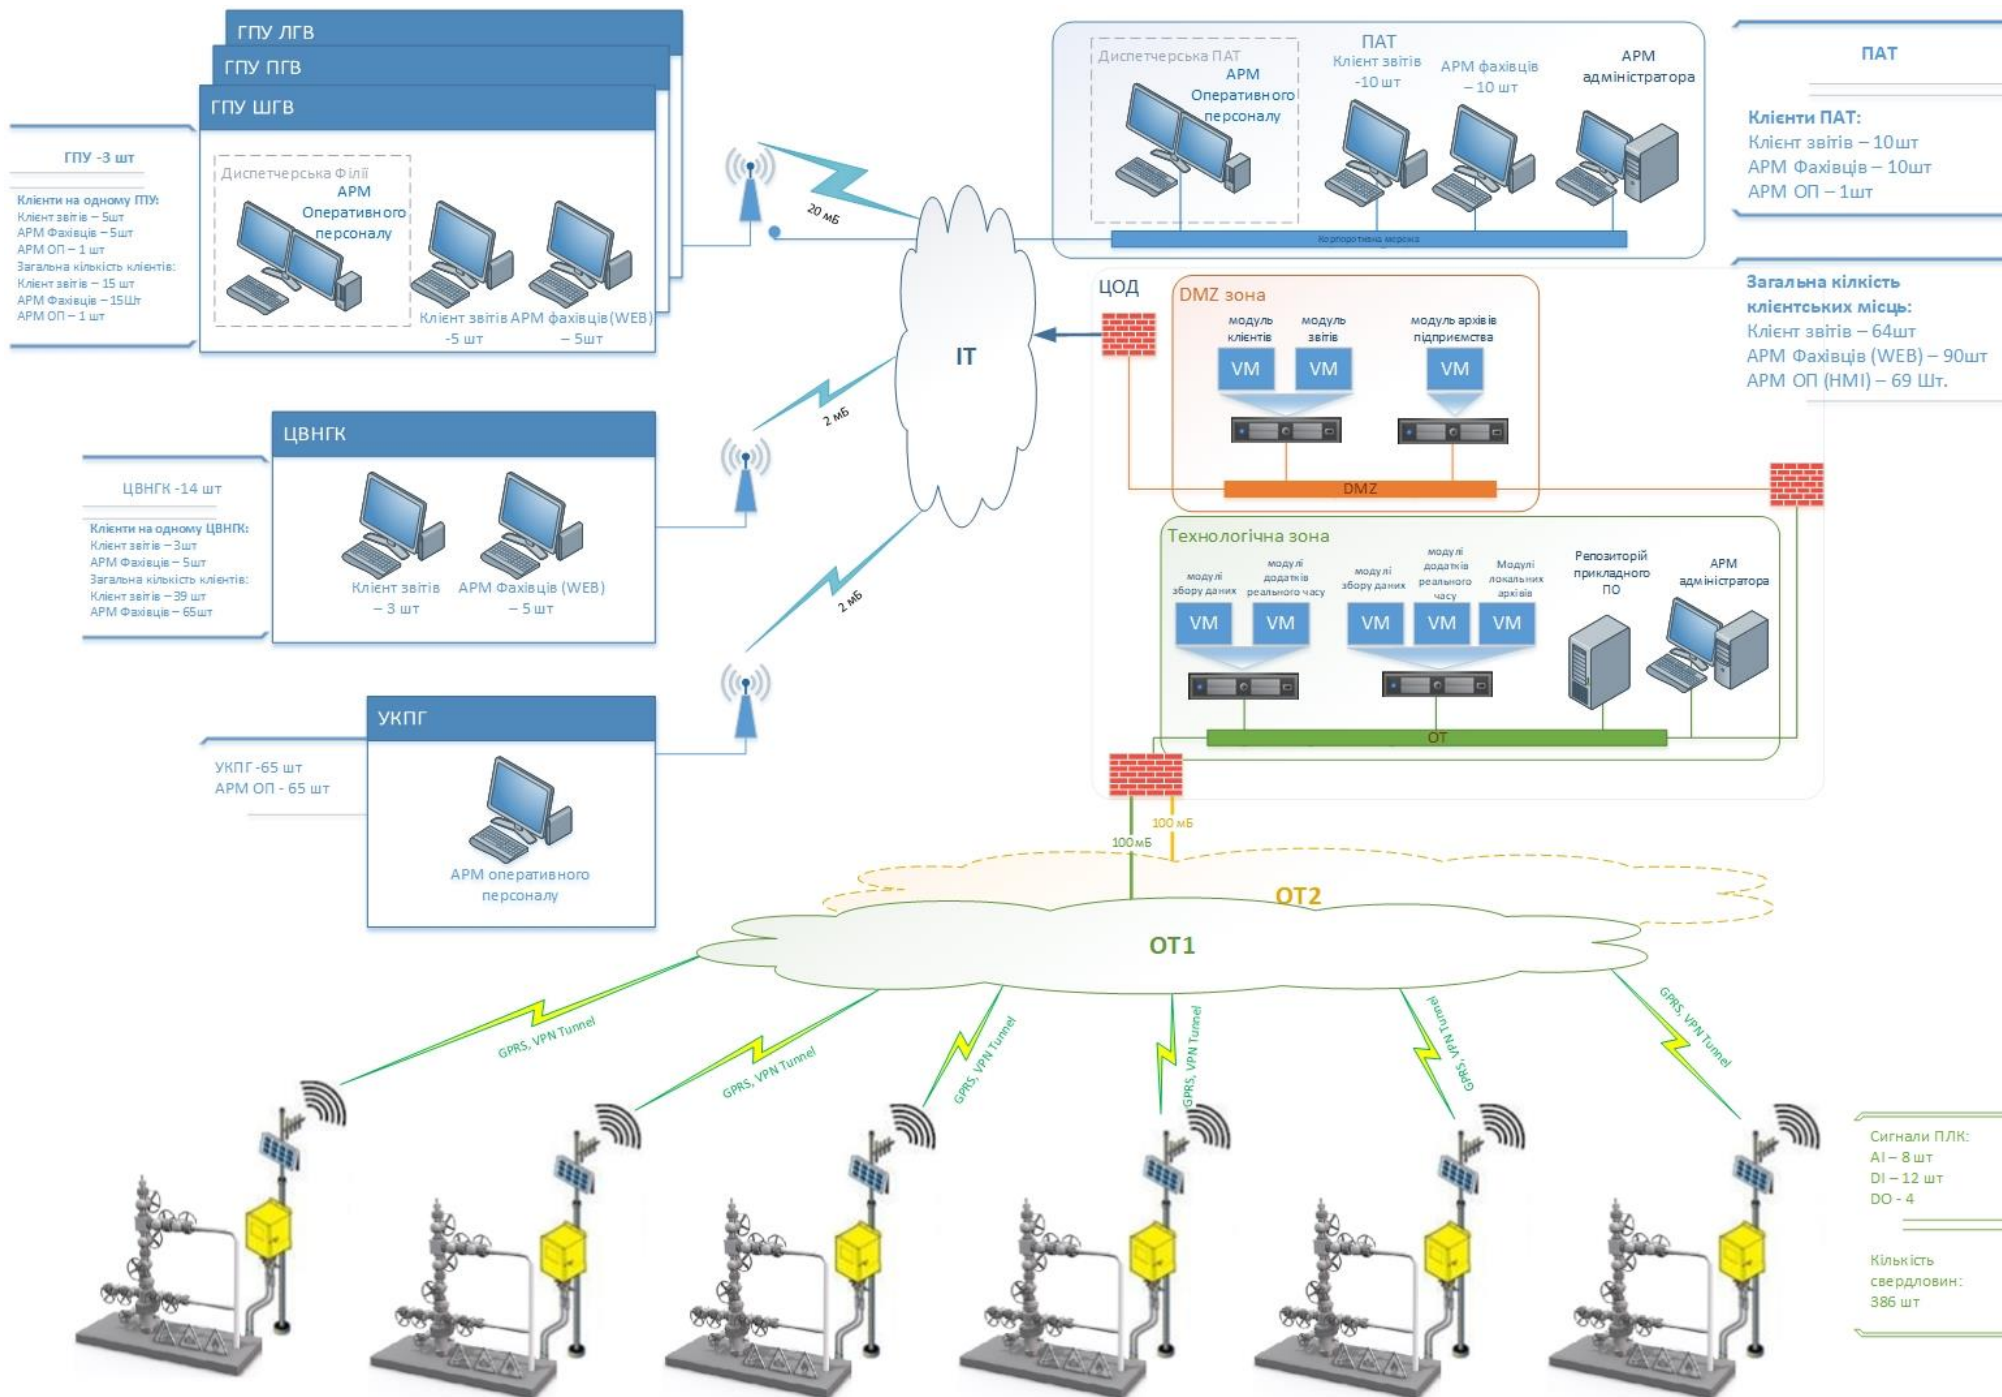 ГПУ ЛГВ
ГПУ ПГВ
ГПУ ШГВ
ГПУ -3 шт
Клієнти на одному ГПУ:
Клієнт звітів – 5шт
АРМ Фахівців – 5шт
АРМ ОП – 1 шт
Загальна кількість клієнтів:
Клієнт звітів – 15 шт
АРМ Фахівців – 15Шт
АРМ ОП – 1 шт
Диспетчерська Філії
АРМ
Оперативного
персоналу
Клієнт звітів
-5 шт
АРМ фахівців(WEB)
– 5шт
20 мБ
ЦВНГК
ЦВНГК -14 шт
Клієнти на одному ЦВНГК:
Клієнт звітів – 3шт
АРМ Фахівців – 5шт
Загальна кількість клієнтів:
Клієнт звітів – 39 шт
АРМ Фахівців – 65шт
Клієнт звітів
– 3 шт
АРМ Фахівців (WEB)
– 5 шт
2 мБ
УКПГ
УКПГ -65 шт
АРМ ОП - 65 шт
АРМ оперативного
персоналу
2 мБ
ІТ
Диспетчерська ПАТ
АРМ
Оперативного
персоналу
ПАТ
Клієнт звітів
-10 шт
АРМ фахівців
– 10 шт
АРМ
адміністратора
Корпоративна мережа
ПАТ
Клієнти ПАТ:
Клієнт звітів – 10шт
АРМ Фахівців – 10шт
АРМ ОП – 1шт
Загальна кілкість
клієнтських місць:
Клієнт звітів – 64шт
АРМ Фахівців (WEB) – 90шт
АРМ ОП (HMI) – 69 Шт.
ЦОД
DMZ зона
модуль
клієнтів
модуль
звітів
модуль архівів
підприємства
VM
VM
VM
DMZ
Технологічна зона
модулі
збору даних
модулі
додатків
реального часу
модулі
збору даних
модулі
додатків
реального
часу
Модулі
локальних
архівів
Репозиторій
прикладного
ПО
АРМ
адміністратора
VM
VM
VM
VM
VM
ОТ
100 мБ
100 мБ
ОТ2
ОТ1
GPRS, VPN Tunnel
GPRS, VPN Tunnel
GPRS, VPN Tunnel
GPRS, VPN Tunnel
GPRS, VPN Tunnel
GPRS, VPN Tunnel
Сигнали ПЛК:
AI – 8 шт
DI – 12 шт
DO - 4
Кількість
свердловин:
386 шт